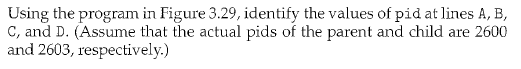 Using the program in Figure 3.29, identify the values of pid at lines A, B,
C, and D. (Assume that the actual pids of the parent and child are 2600
and 2603, respectively.)